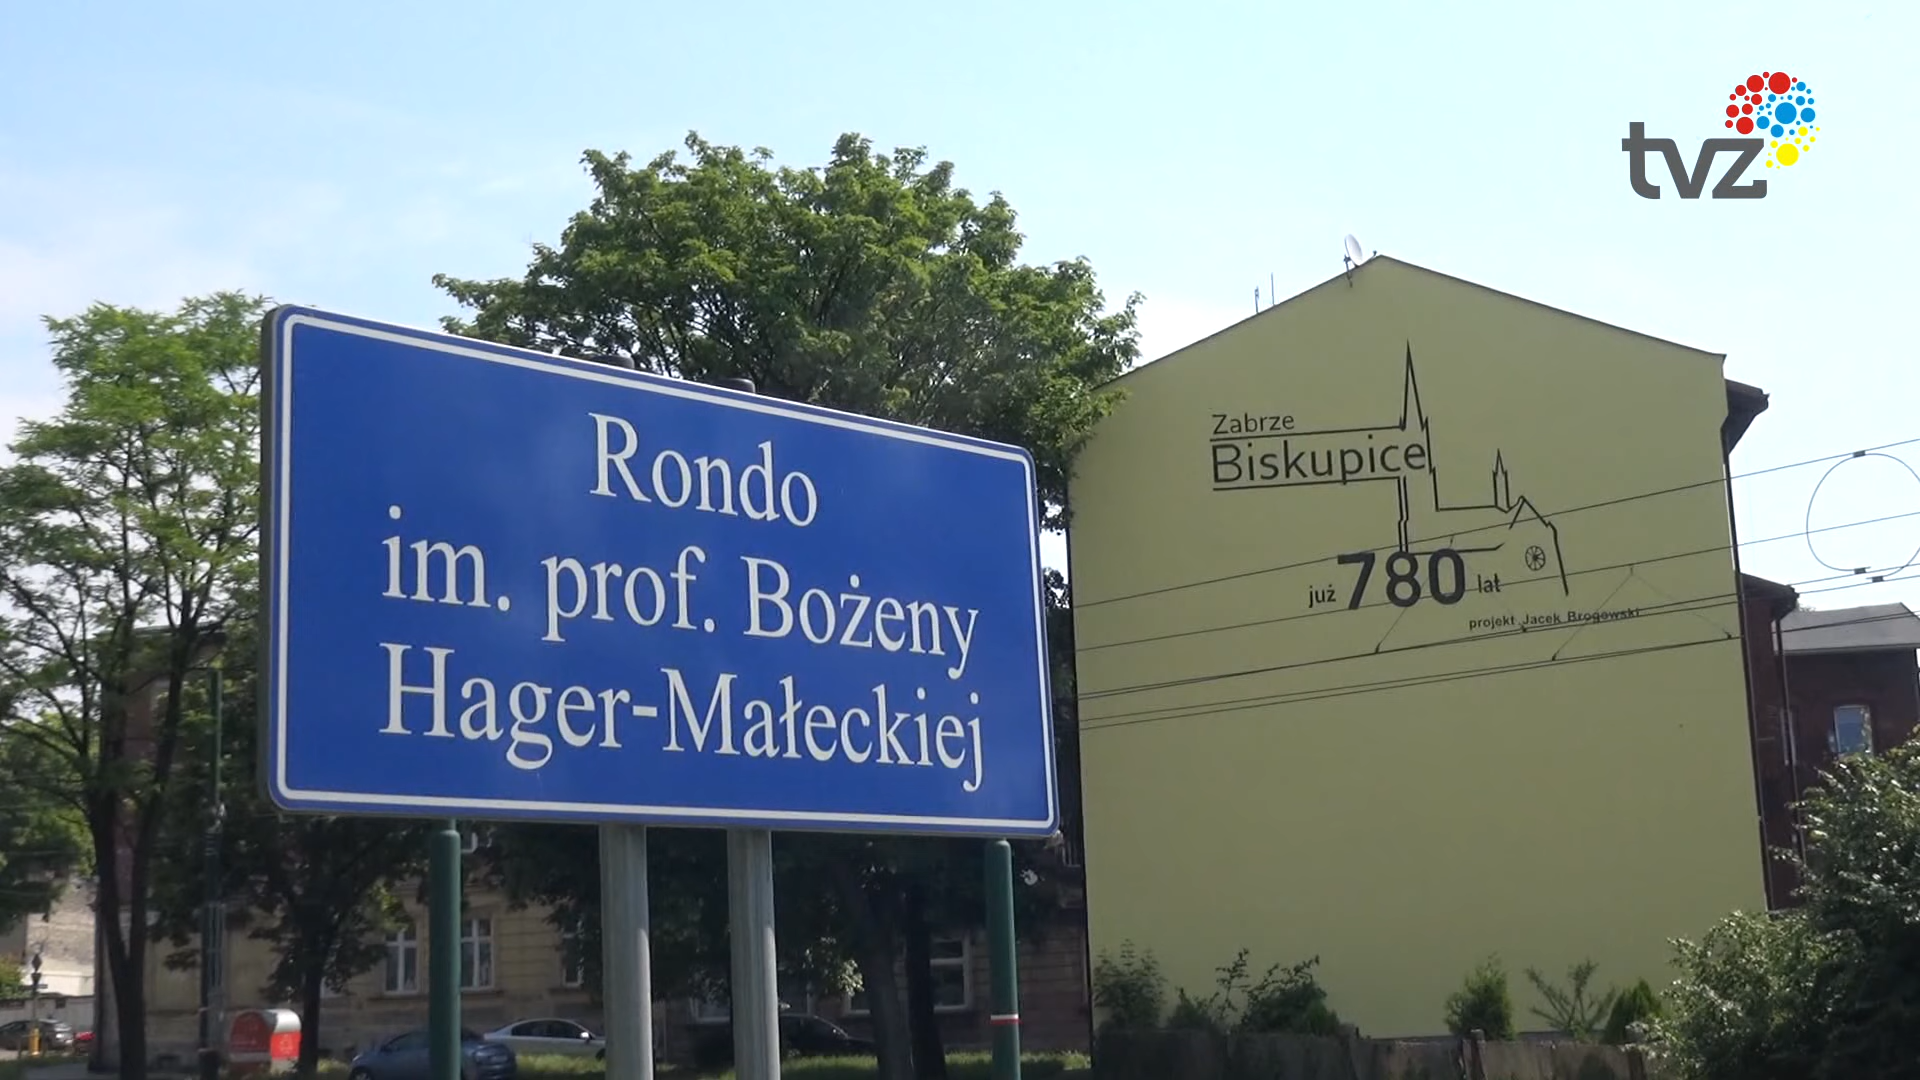 Rondo
im. prof. Bożeny
Hager-Małeckiej
Zabrze
Biskupice
już 780 lat
projekt Jacek Brogowski
tvz